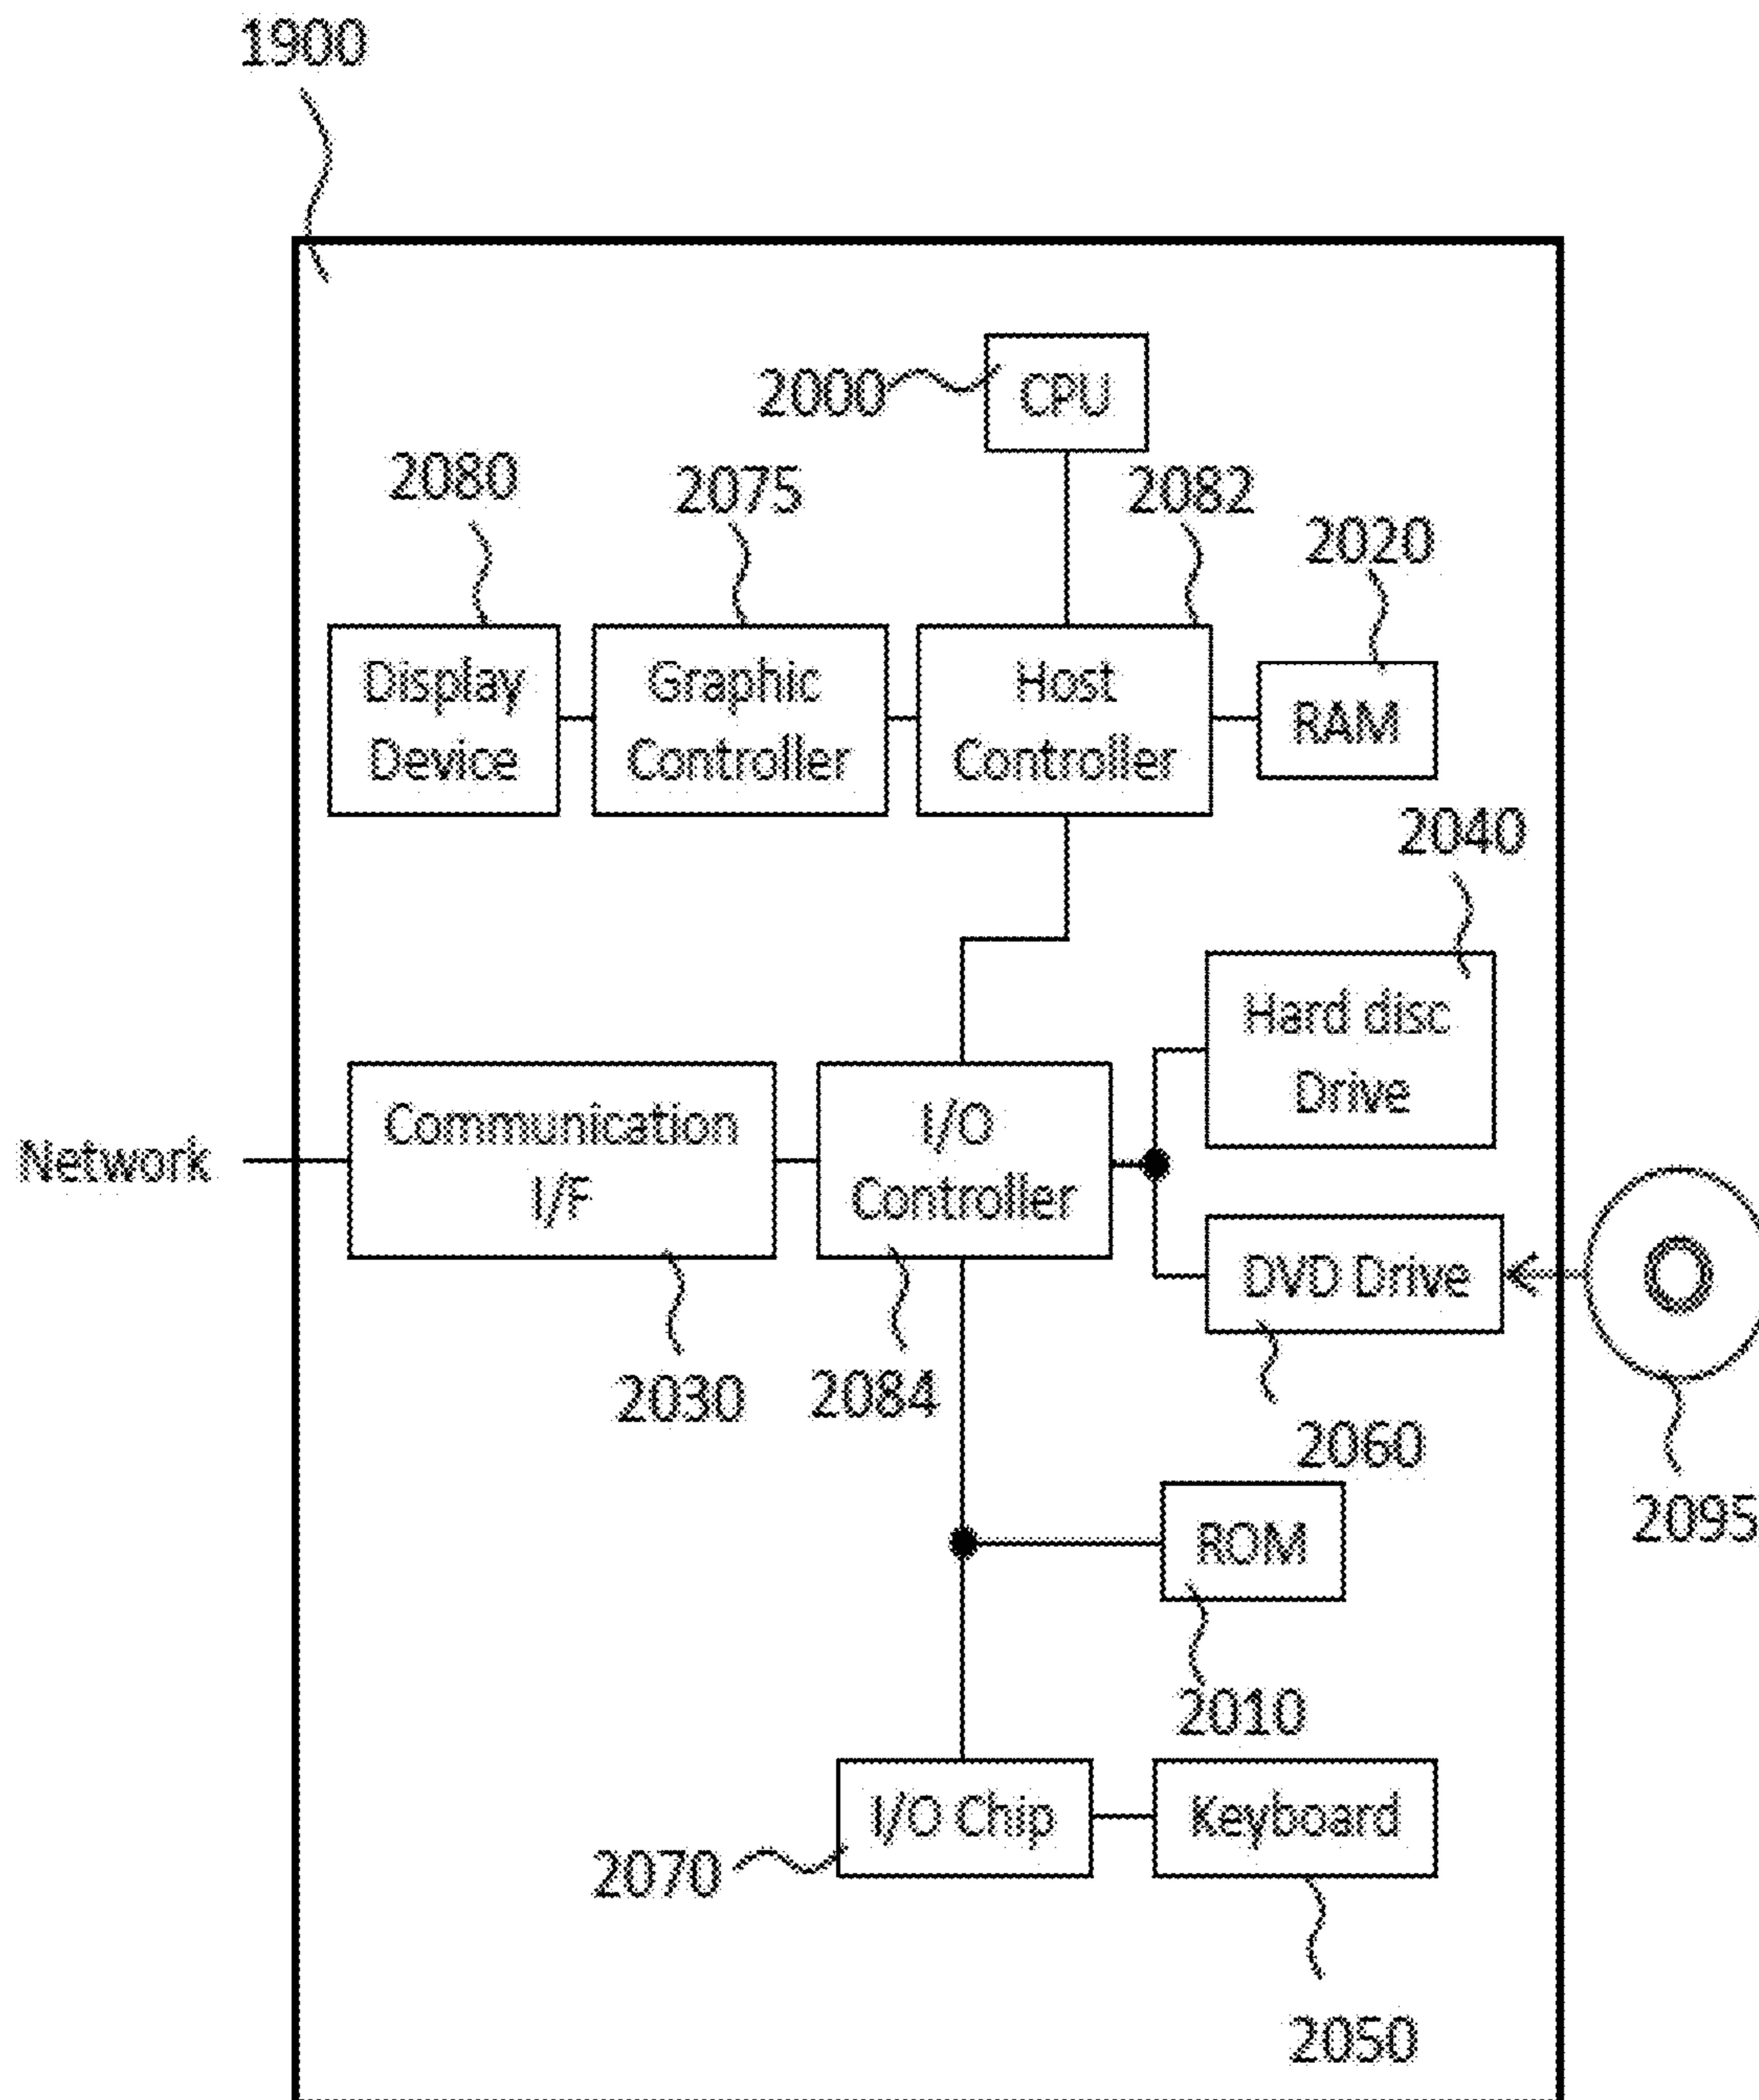 1900
2000
CPU
2080
2075
2082
2020
Display
Device
Graphic
Controller
Host
Controller
RAM
2040
Hard disc
Drive
Network
Communication
I/F
I/O
Controller
DVD Drive
2030
2084
2060
2095
ROM
2010
I/O Chip
Keyboard
2070
2050